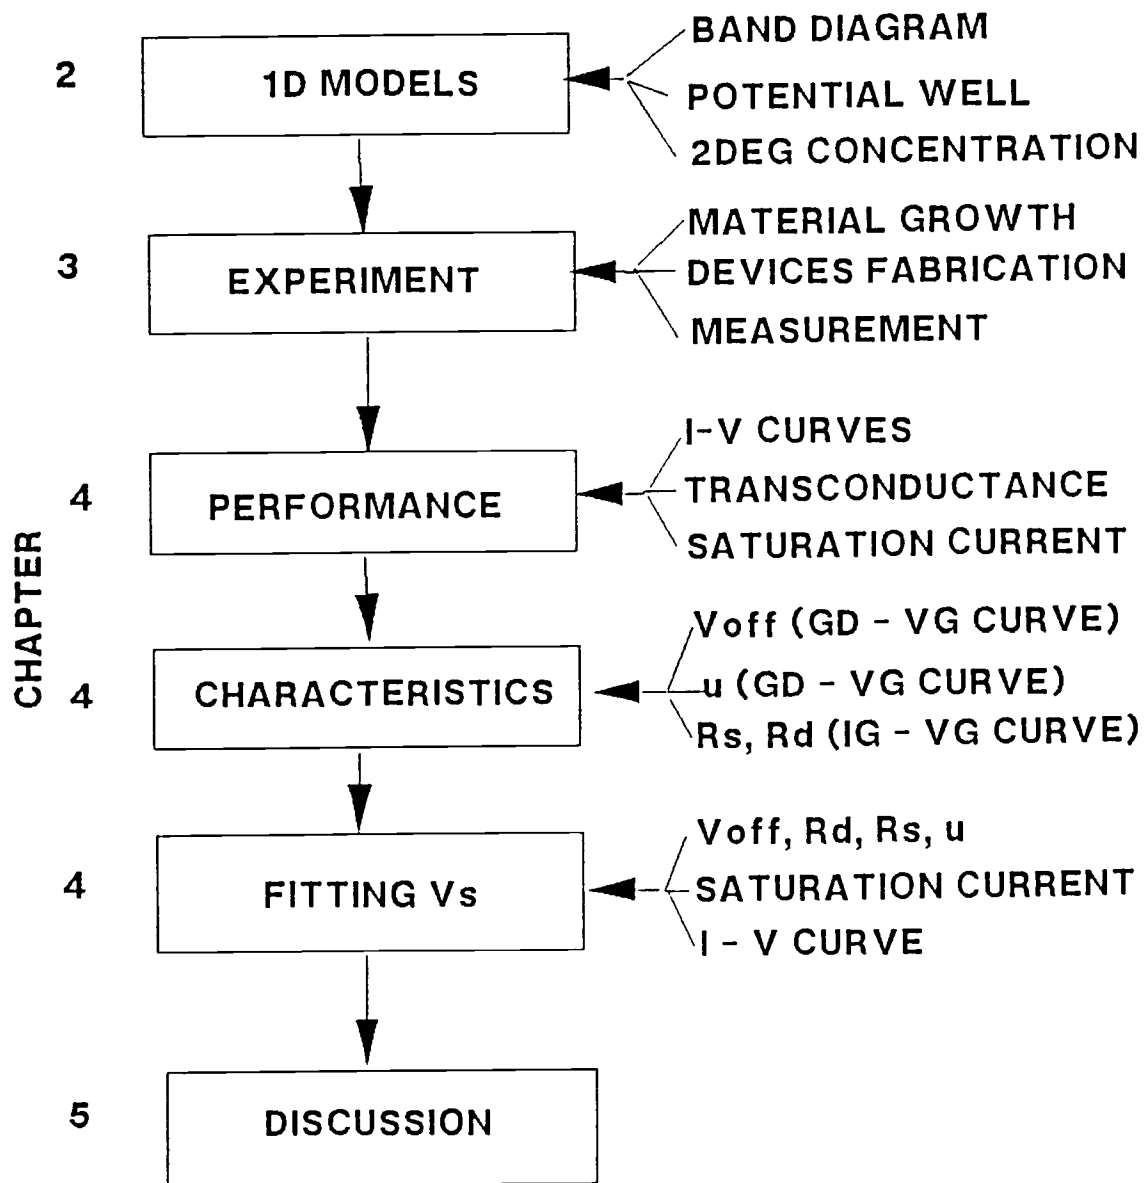 2
1D MODELS
BAND DIAGRAM
POTENTIAL WELL
2DEG CONCENTRATION
3
EXPERIMENT
MATERIAL GROWTH
DEVICES FABRICATION
MEASUREMENT
CHAPTER
4
PERFORMANCE
I-V CURVES
TRANSCONDUCTANCE
SATURATION CURRENT
4
CHARACTERISTICS
Voff (GD - VG CURVE)
u (GD - VG CURVE)
Rs, Rd (IG - VG CURVE)
4
FITTING Vs
Voff, Rd, Rs, u
SATURATION CURRENT
I - V CURVE
5
DISCUSSION